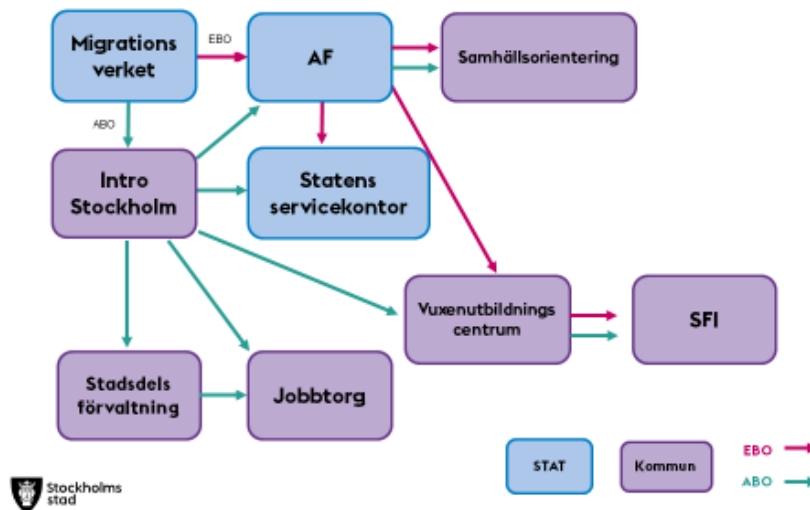 Migrations
verket
EBO
AF
Samhällsorientering
ABO
Intro
Stockholm
Statens
servicekontor
Vuxenutbildnings
centrum
SFI
Stadsdels
förvaltning
Jobbtorg
STAT
Kommun
EBO
ABO
Stockholms
stad